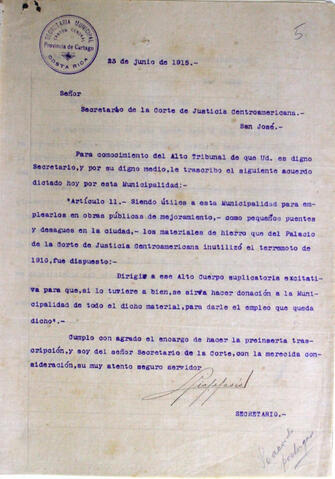 SECRETARIA MUNICIPAL
CANTON CENTRAL
Provincia de Cartago
COSTA RICA
5.
23 de junio de 1915.-
Señor
Secretario de la Corte de Justicia Centroamericana.
San José.-
Para conocimiento del Alto Tribunal de que Ud. es digno
Secretario,y por su digno medio,le trascribo el siguiente acuerdo
dictado hoy por esta Municipalidad:-
"Artículo 11.- Siendo útiles a esta Municipalidad para
emplearlos en obras públicas de mejoramiento,- como pequeños puentes
y desagues en la ciudad,- los materiales de hierro que del Palacio
de la Corte de Justicia Centroamericana inutilizó el terremoto de
1910,fue dispuesto:-
Dirigir a ese Alto Cuerpo suplicatoria excitati-
va para que,si lo tuviere a bien,se sirva hacer donación a la Muni-
cipalidad de todo el dicho material,para darle el empleo que queda
dicho".-
Cumplo con agrado el encargo de hacer la preinserta tras-
cripción,y soy del señor Secretario de la Corte,con la merecida con-
sideración,su muy atento seguro servidor
SECRETARIO.-